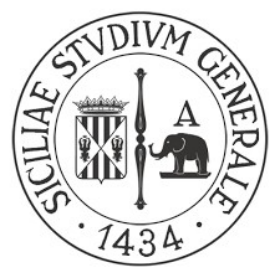 SICILIAE STVDIVM GENERALE
· 1434 ·
A